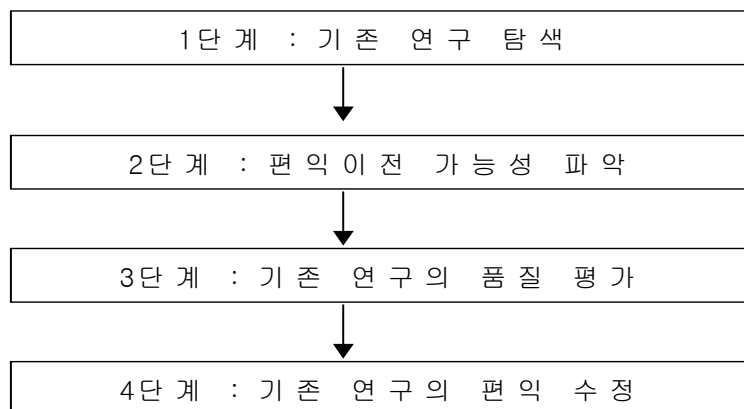 1단계 : 기존 연구 탐색
2단계 : 편익이전 가능성 파악
3단계 : 기존 연구의 품질 평가
4단계 : 기존 연구의 편익 수정